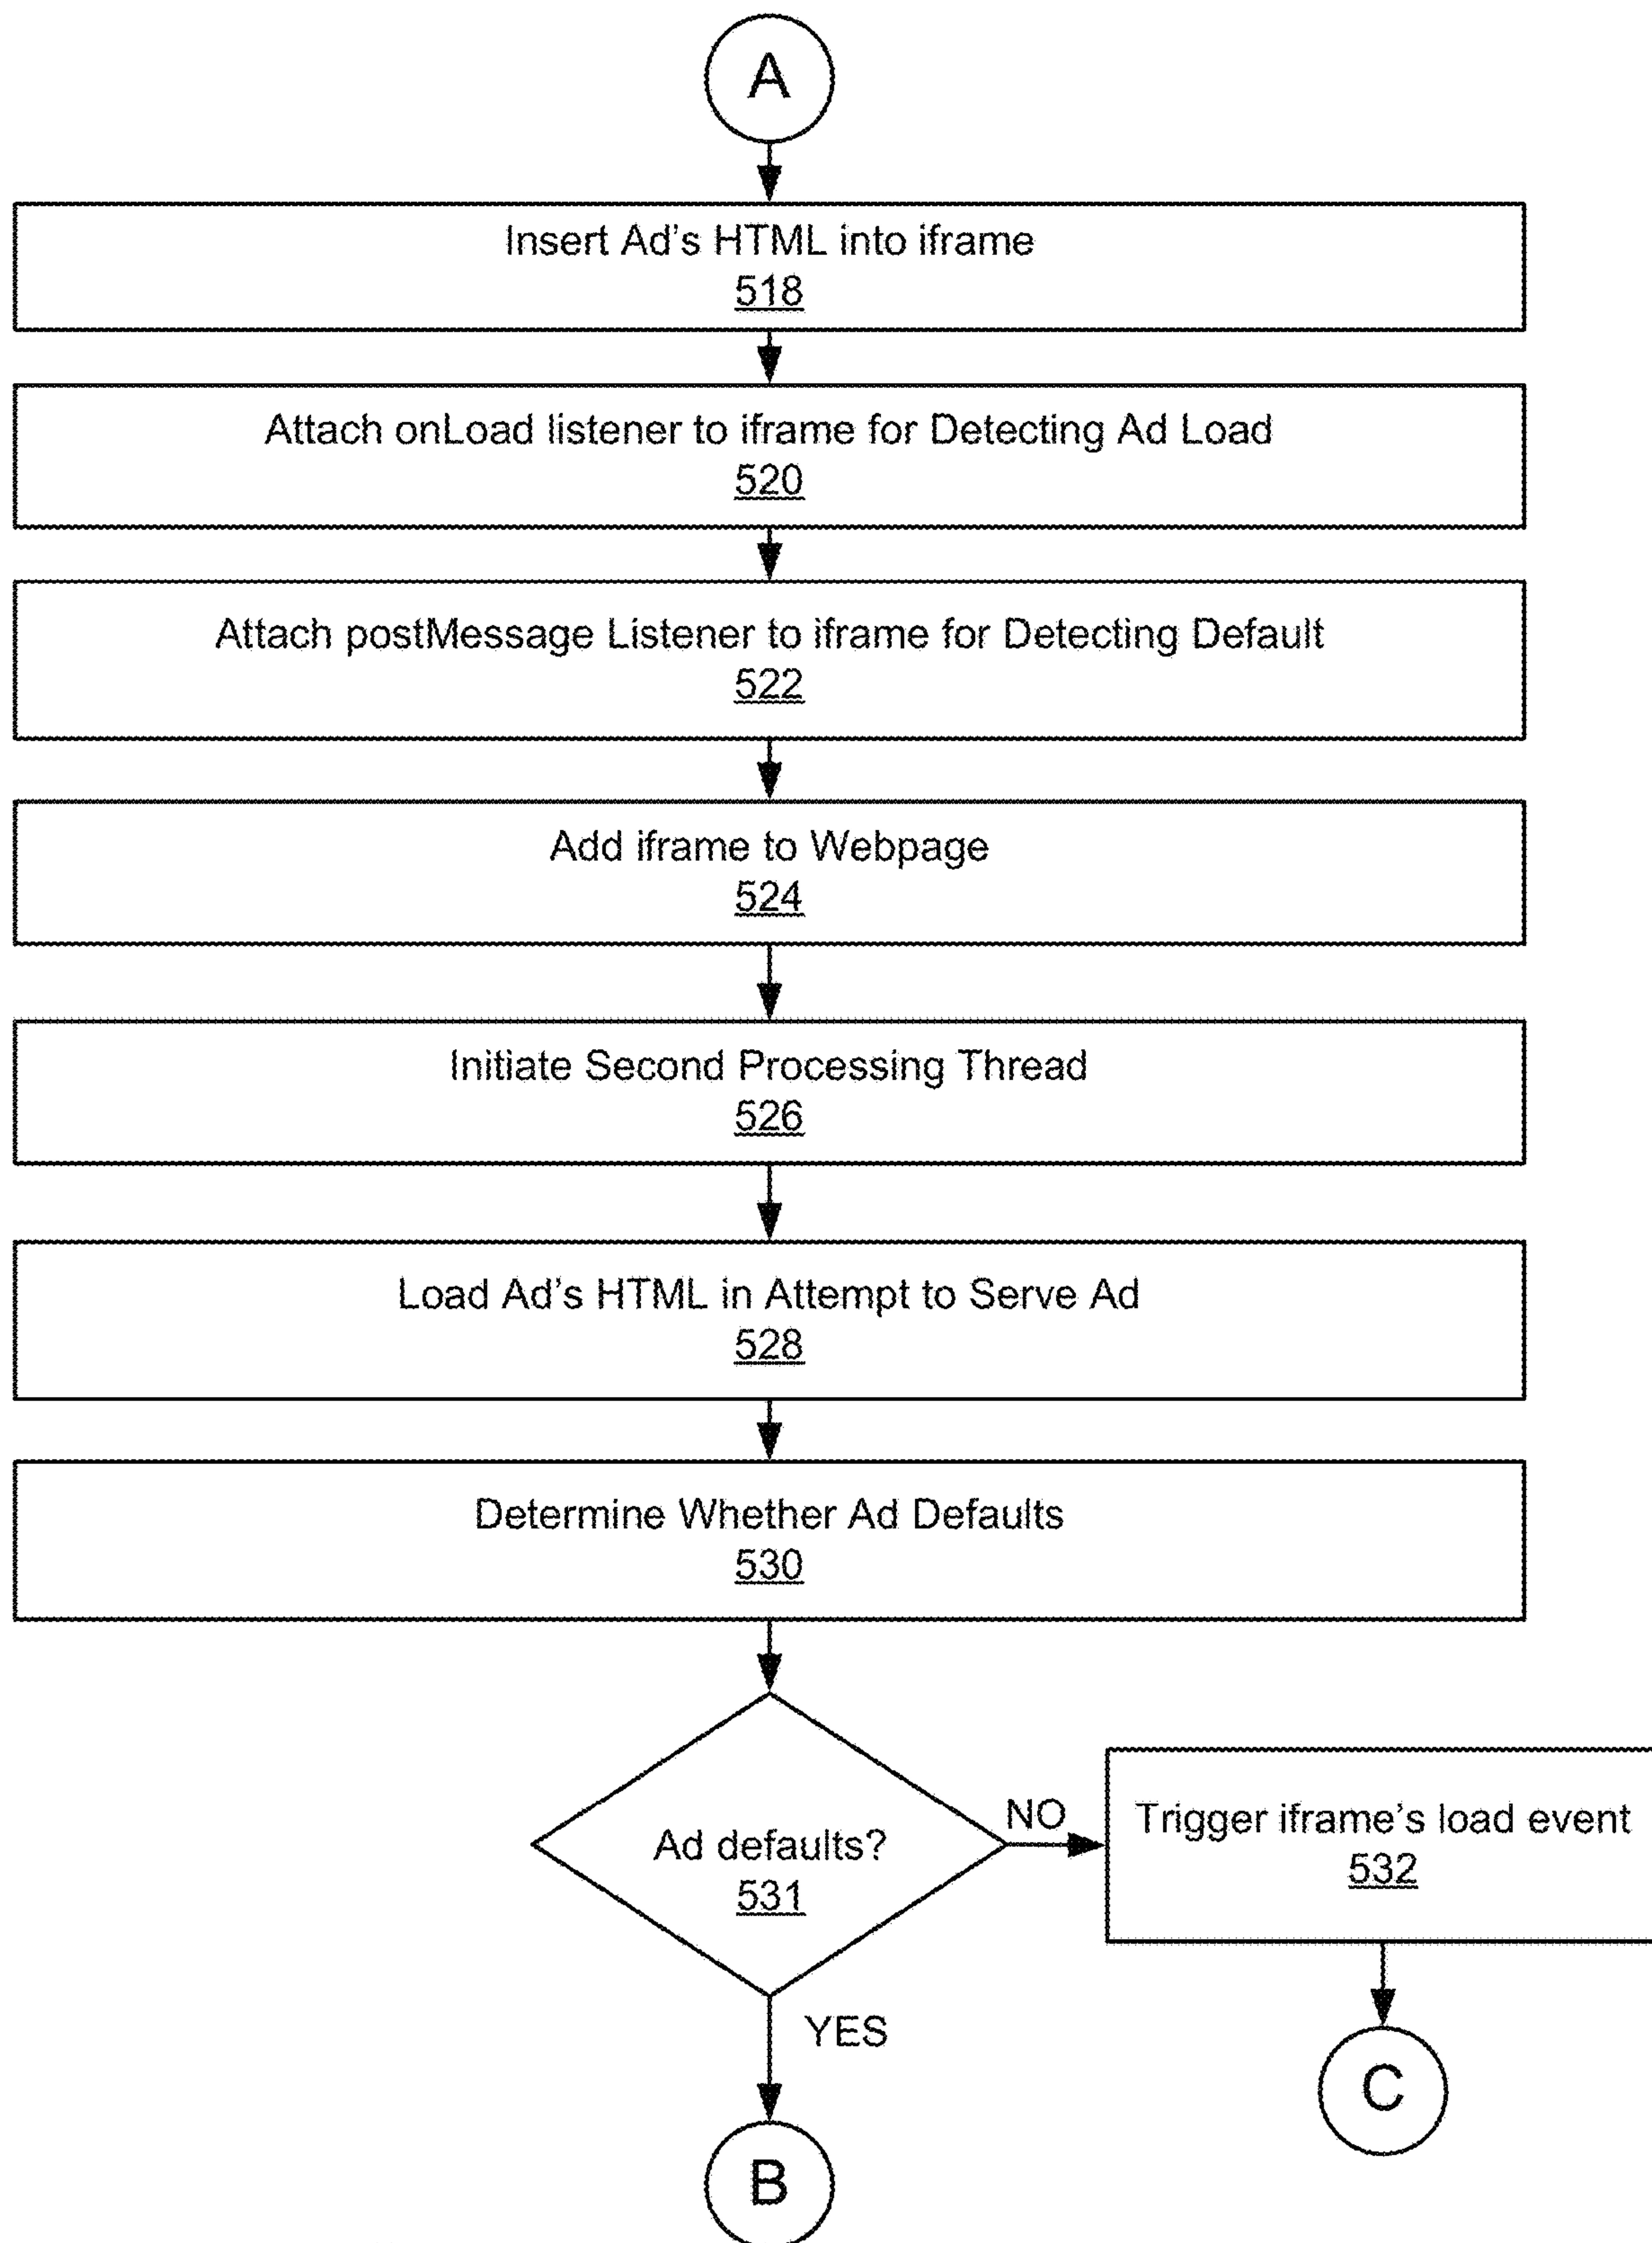 A
Insert Ad's HTML into iframe
518
Attach onLoad listener to iframe for Detecting Ad Load
520
Attach postMessage Listener to iframe for Detecting Default
522
Add iframe to Webpage
524
Initiate Second Processing Thread
526
Load Ad's HTML in Attempt to Serve Ad
528
Determine Whether Ad Defaults
530
Ad defaults?
531
NO
Trigger iframe's load event
532
YES
C
B